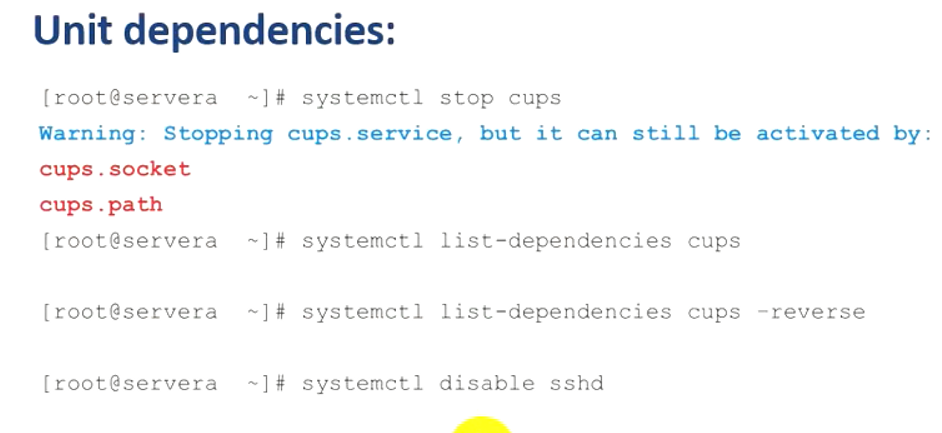 Unit dependencies:
[root@servera ~]# systemctl stop cups
Warning: Stopping cups.service, but it can still be activated by:
cups.socket
cups.path
[root@servera ~]# systemctl list-dependencies cups
[root@servera ~]# systemctl list-dependencies cups –reverse
[root@servera ~]# systemctl disable sshd